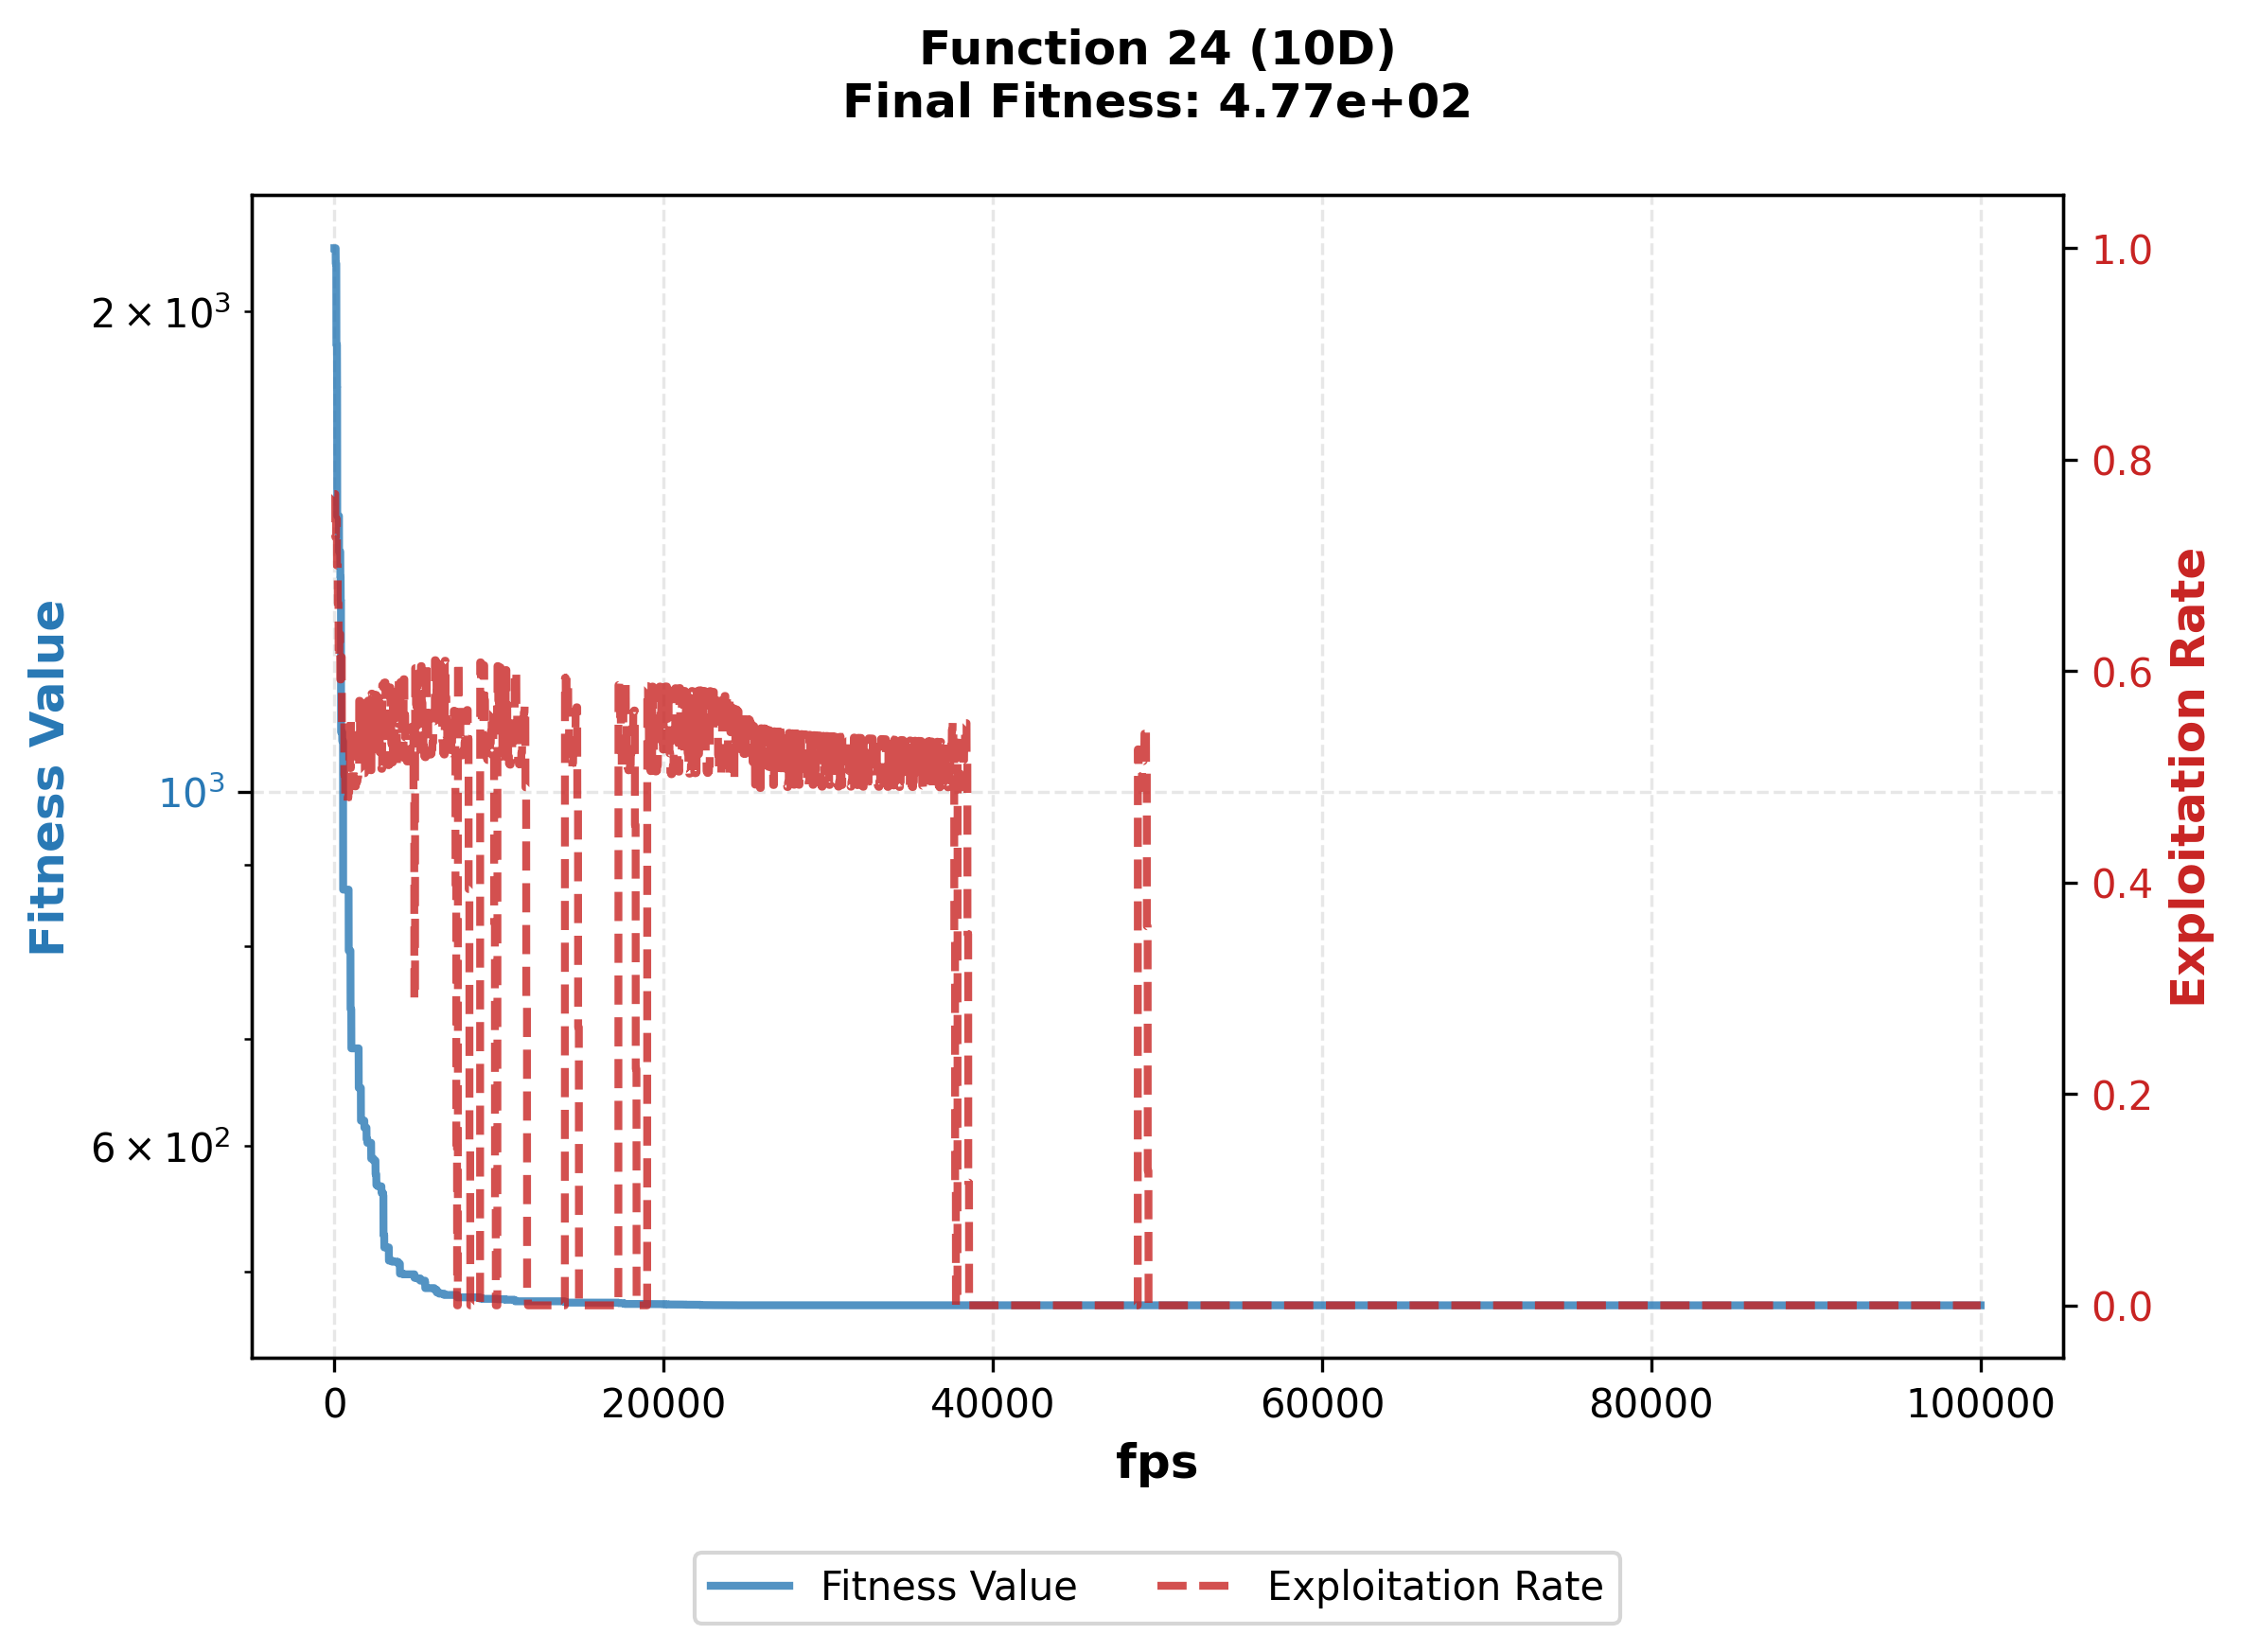 Function 24 (10D)
Final Fitness: 4.77e+02
Fitness Value
2 × 10³
10³
6 × 10²
1.0
0.8
0.6
0.4
0.2
0.0
Exploitation Rate
0 20000 40000 60000 80000 100000
fps
Fitness Value Exploitation Rate